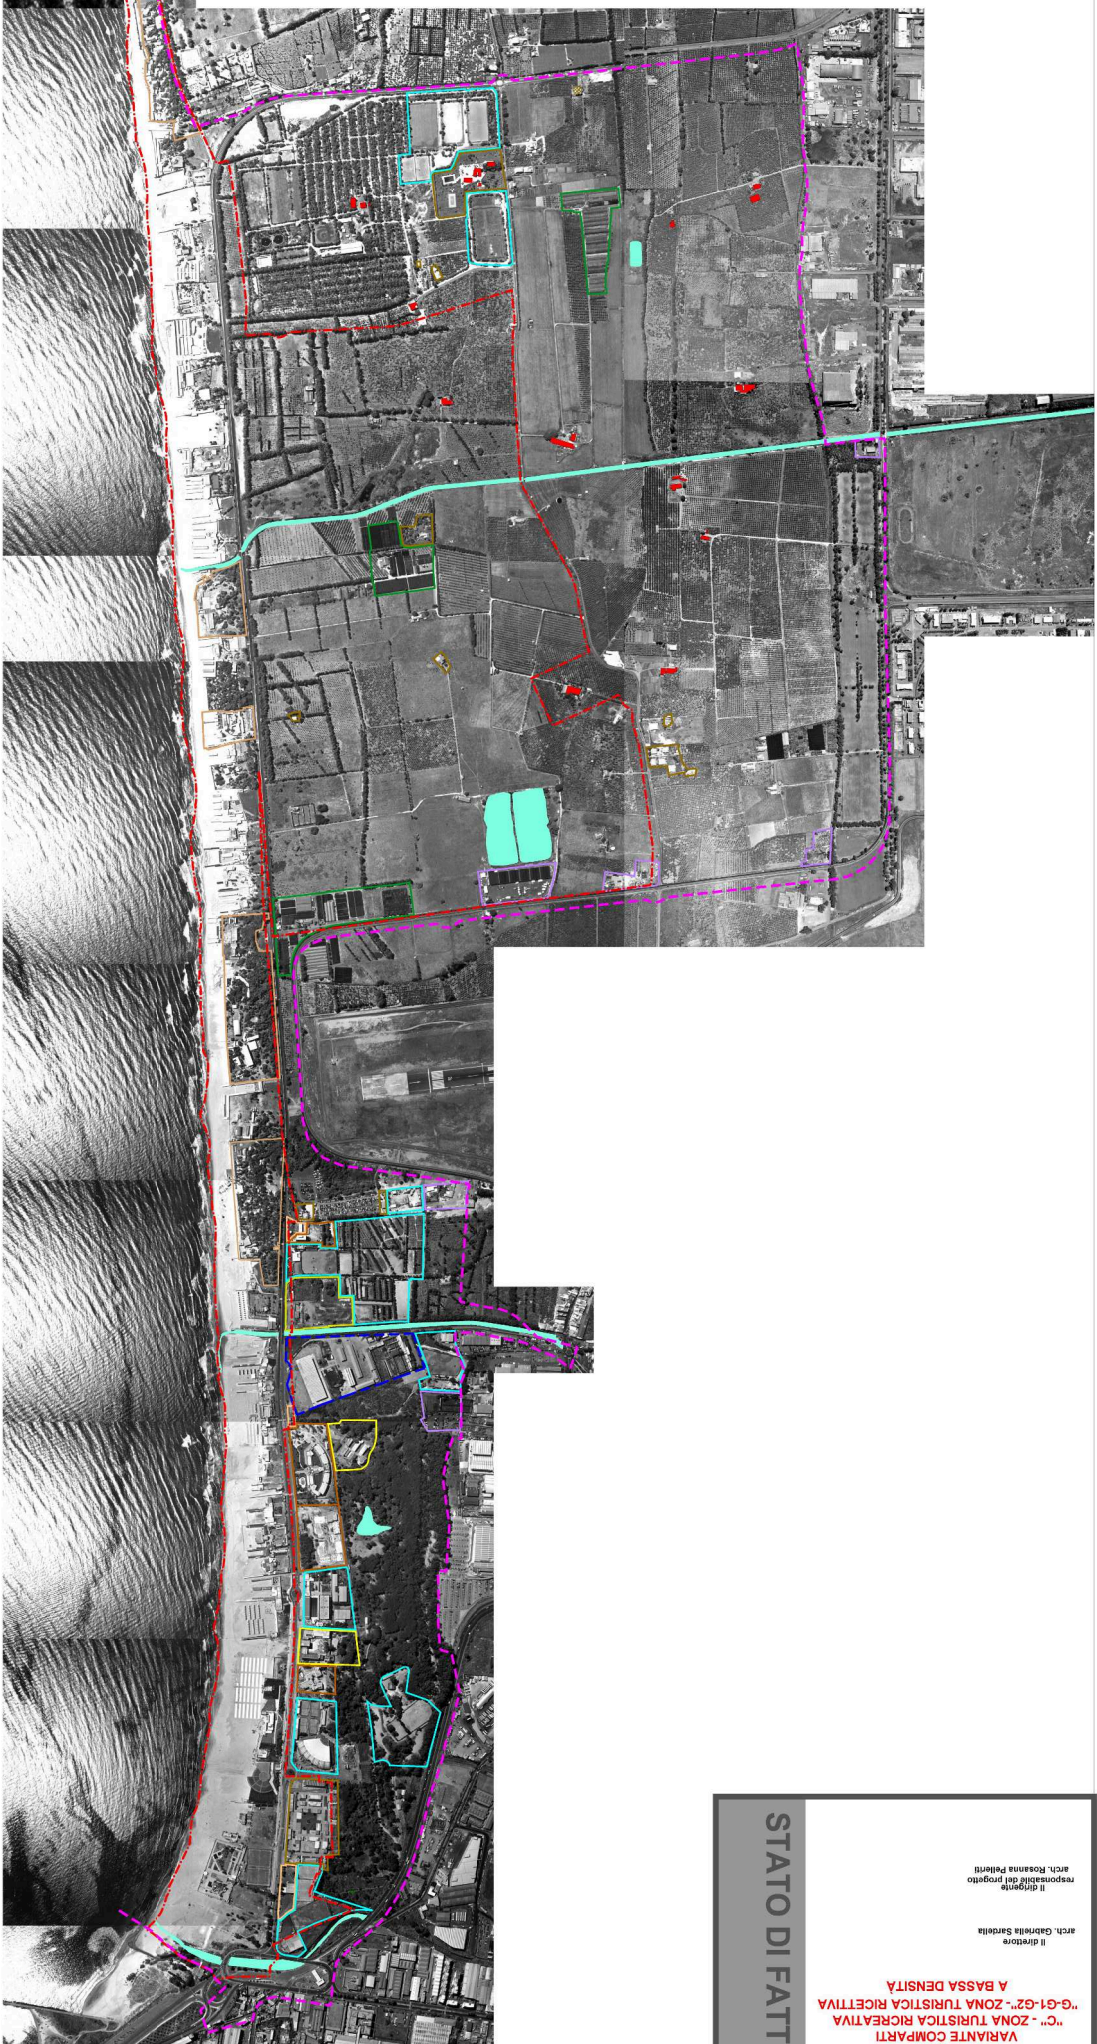 VARIANTE COMPARTI
"C" - ZONA TURISTICA RICREATIVA
"G-G1-G2"- ZONA TURISTICA RICETTIVA
A BASSA DENSITÀ
Il direttore
arch. Gabriella Sardella
Il dirigente
responsabile del progetto
arch. Rosanna Pelleriti
STATO DI FATT